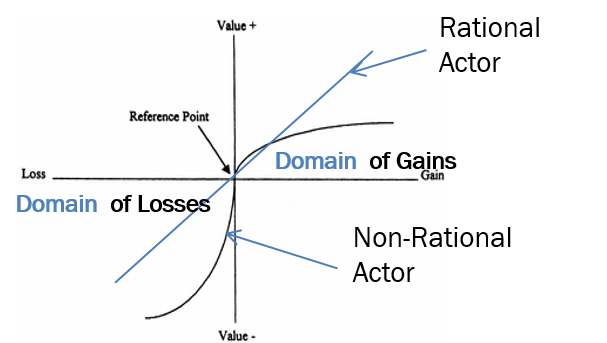 Value +
Rational
Actor
Reference Point
Domain of Gains
Loss
Gain
Domain of Losses
Non-Rational
Actor
Value -